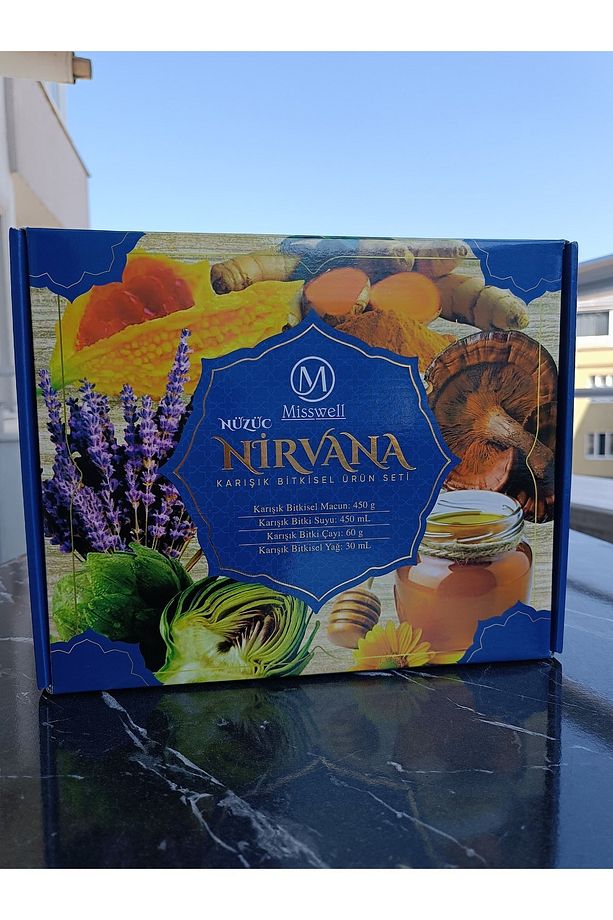 M
Misswell
NÜZÜC
NİRVANA
KARIŞIK BİTKİSEL ÜRÜN SETİ
Karışık Bitkisel Macun: 450 g
Karışık Bitki Suyu: 450 mL
Karışık Bitki Çayı: 60 g
Karışık Bitkisel Yağ: 30 mL